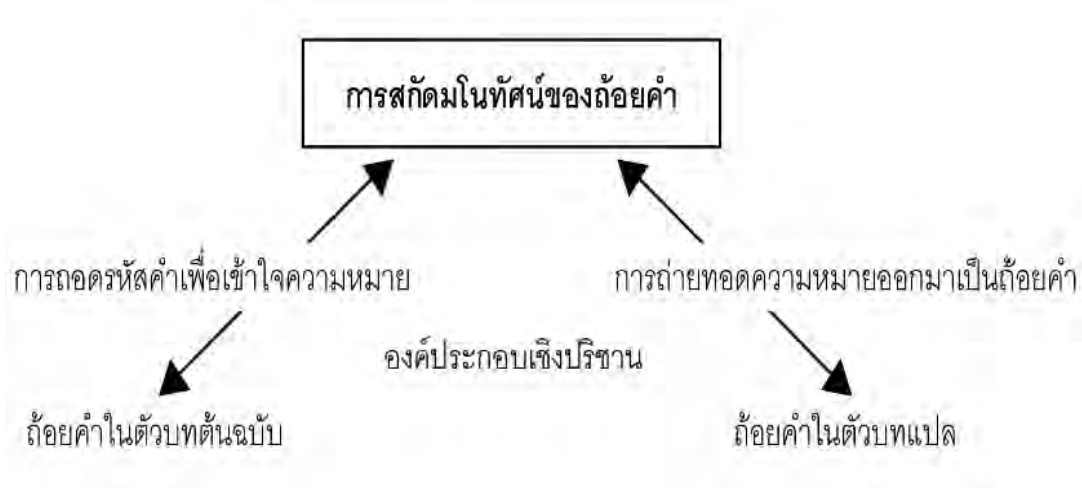 การสกัดมโนทัศน์ของถ้อยคำ
การถอดรหัสคำเพื่อเข้าใจความหมาย
การถ่ายทอดความหมายออกมาเป็นถ้อยคำ
องค์ประกอบเชิงปริชาน
ถ้อยคำในตัวบทต้นฉบับ
ถ้อยคำในตัวบทแปล